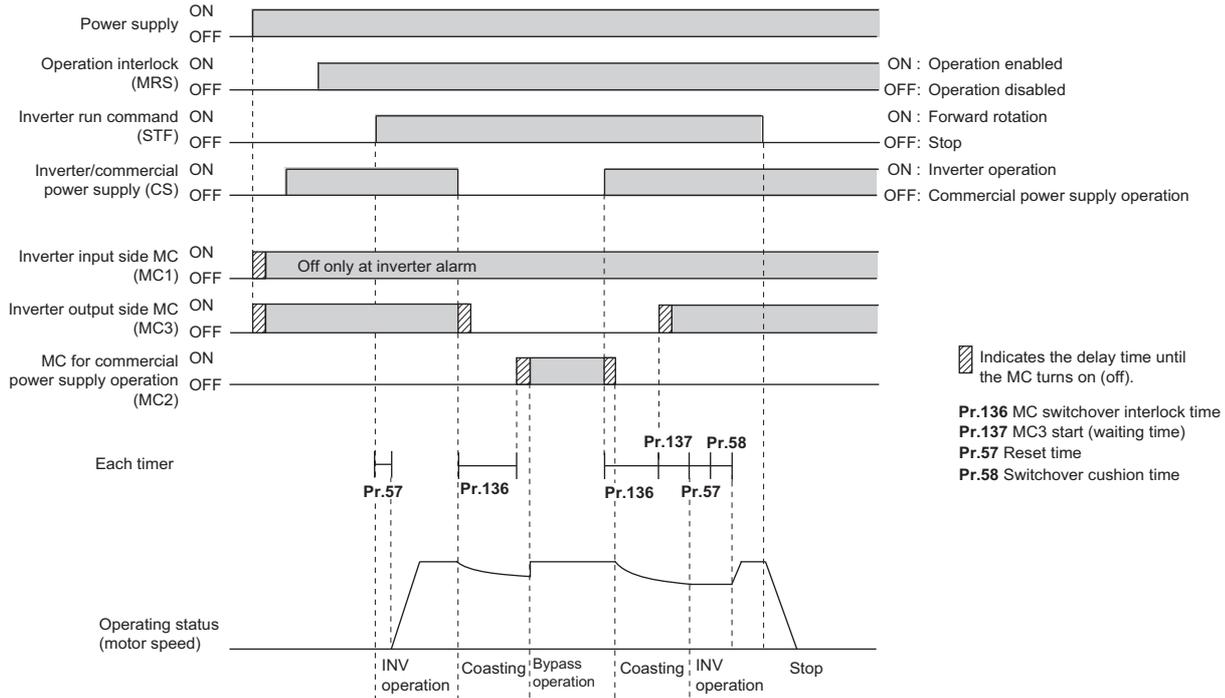 Power supply
ON
OFF
Operation interlock
(MRS)
ON
OFF
ON : Operation enabled
OFF: Operation disabled
Inverter run command
(STF)
ON
OFF
ON : Forward rotation
OFF: Stop
Inverter/commercial
power supply (CS)
ON
OFF
ON : Inverter operation
OFF: Commercial power supply operation
Inverter input side MC
(MC1)
ON
OFF
Off only at inverter alarm
Inverter output side MC
(MC3)
ON
OFF
MC for commercial
power supply operation
(MC2)
ON
OFF
Indicates the delay time until
the MC turns on (off).
Pr.136 MC switchover interlock time
Pr.137 MC3 start (waiting time)
Pr.57 Reset time
Pr.58 Switchover cushion time
Each timer
Pr.57
Pr.136
Pr.136
Pr.137
Pr.57
Pr.58
Operating status
(motor speed)
INV
operation
Coasting
Bypass
operation
Coasting
INV
operation
Stop